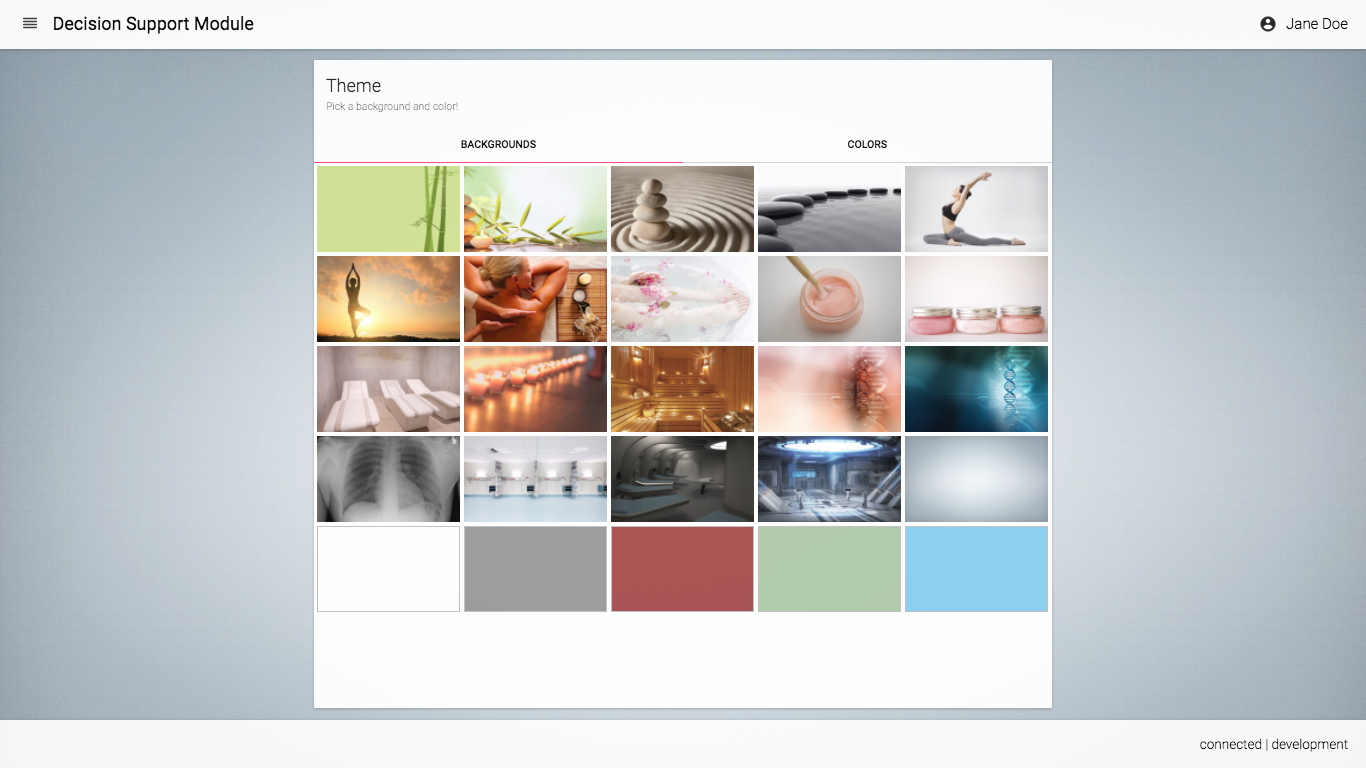 Decision Support Module
Jane Doe
Theme
Pick a background and color!
BACKGROUNDS
COLORS
connected | development